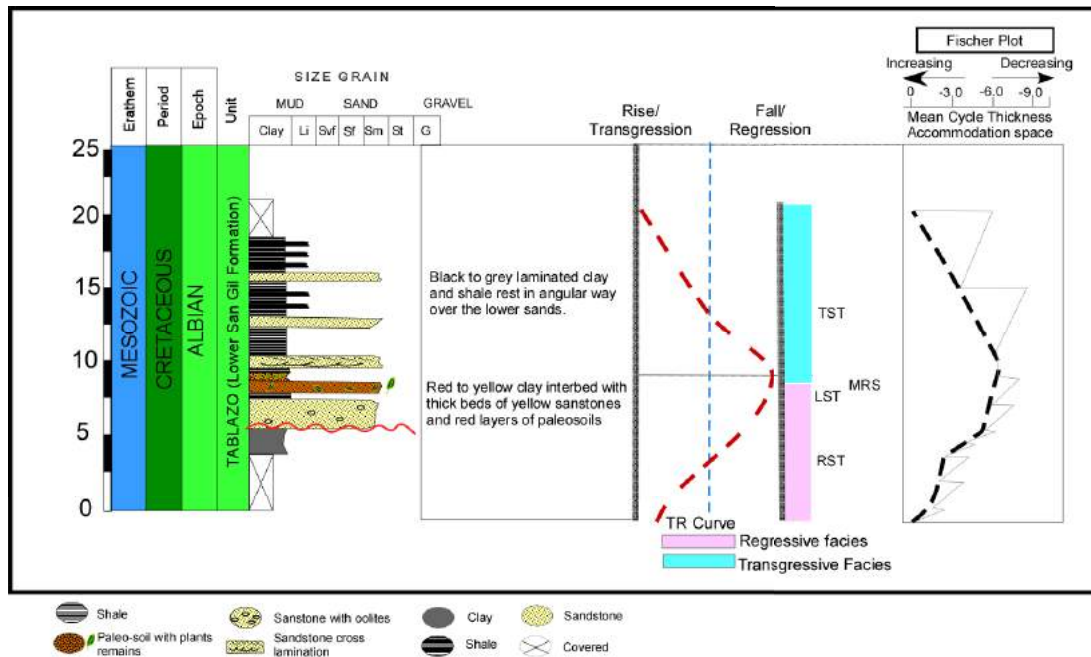 Fischer Plot
Increasing Decreasing
0 -3.0 -6.0 -9.0
Mean Cycle Thickness
Accommodation space
SIZE GRAIN
MUD SAND GRAVEL
Clay Li Svf Sf Sm St G
Erathem Period Epoch Unit
Rise/
Transgression
Fall/
Regression
25
20
15
10
5
0
MESOZOIC
CRETACEOUS
ALBIAN
TABLAZO (Lower San Gil Formation)
Black to grey laminated clay
and shale rest in angular way
over the lower sands.
Red to yellow clay interbed with
thick beds of yellow sanstones
and red layers of paleosoils
TST
MRS
LST
RST
TR Curve
Regressive facies
Transgressive Facies
Shale
Sanstone with oolites
Clay
Sandstone
Paleo-soil with plants
remains
Sandstone cross
lamination
Shale
Covered